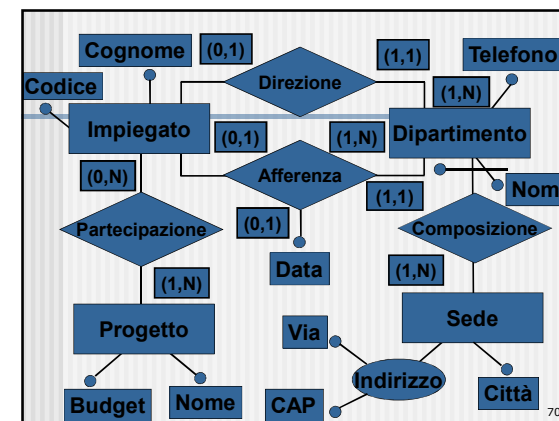 Cognome (0,1) (1,1) Telefono
Codice Direzione (1,N)
Impiegato (0,1) (1,N) Dipartimento
(0,N) Afferenza (1,1) Nom
Partecipazione (0,1) Composizione
Data
(1,N) (1,N)
Progetto Via Sede
Indirizzo Città
Budget Nome CAP
70